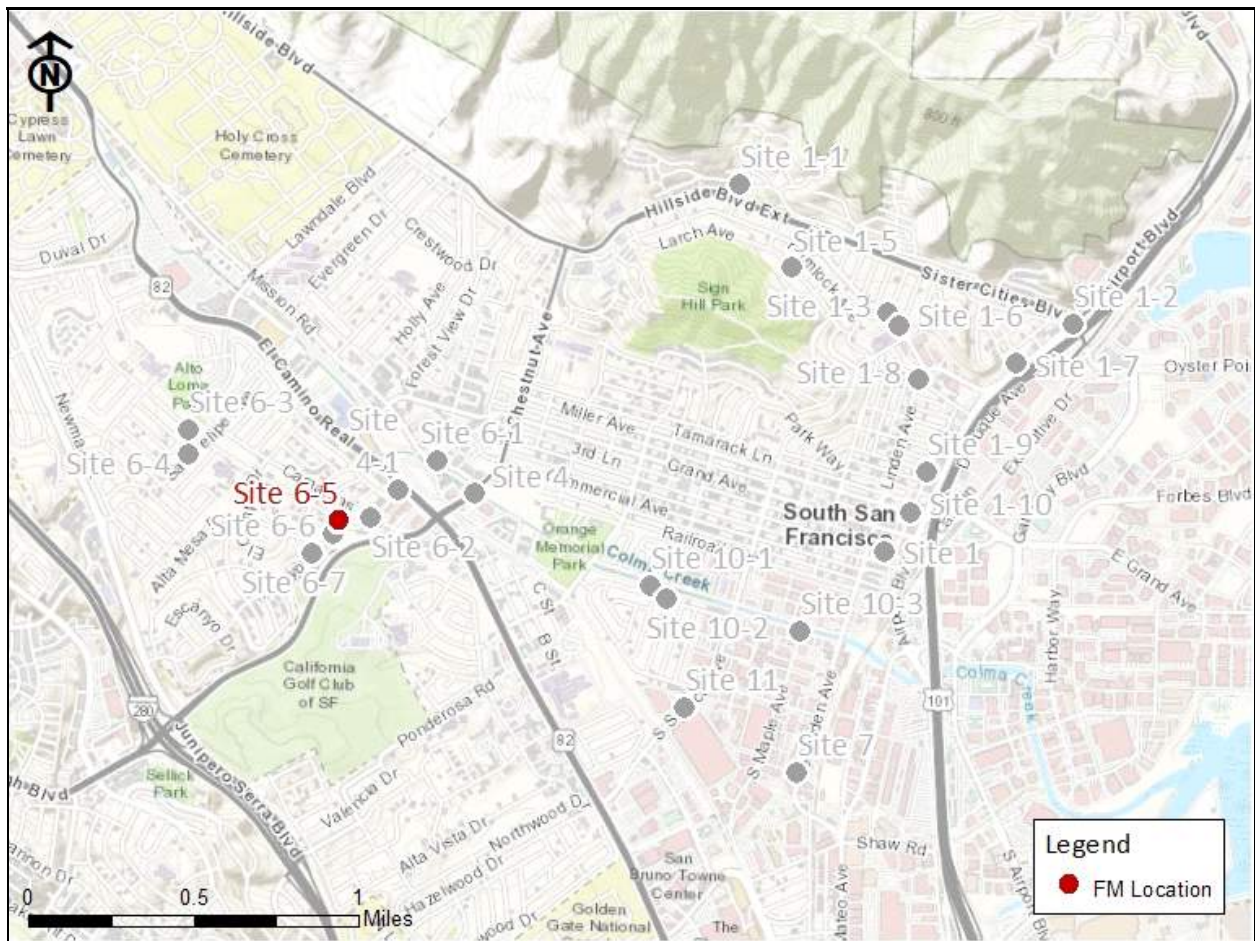 Hillside Blvd
Blvd
N
Cypress
Lawn
Cemetery
Holy Cross
Cemetery
800 ft
Site 1-1
Lawndale Blvd
Hillside Blvd Ext
Evergreen Dr
Crestwood Dr
Larch Ave
Site 1-5
Airport Blvd
Duval Dr
Sister Cities Blv
Site 1-2
82
Mission Rd
Holly Ave
Forest View Dr
Sign
Hill Park
Site 1-3
Site 1-6
Chestnut Ave
El Camino Real
Site 1-7
Oyster Poi
Alto
Loma
Site 1-8
Site 6-3
Newma
Miller Ave
Tamarack Ln
Park Way
Linden Ave
Site
Site 6-1
3rd Ln
Grand Ave
Site 1-9
Site 6-4
4-1
Site 4
Forbes Blvd
Site 6-5
Site 1-10
South San
Francisco
Site 6-6
Site 6-2
Orange
Memorial
Park
Railroad
Site 10-1
Colma Creek
Site 1
E Grand Ave
Alta Mesa
Site 6-7
Escanyo Dr
C St
B St
Site 10-3
Site 10-2
Harbor Way
California
Golf Club
of SF
Site 11
Colma Creek
101
280
Ponderosa Rd
S Maple Ave
82
Junipero Serra Blvd
Site 7
Sellick
Park
Valencia Dr
Alta Vista Dr
Northwood D
Shaw Rd
Hazelwood Dr
San
Bruno Towne
Center
S Airport Blv
Mateo Ave
wood Dr
Golden
Gate National
The
0
0.5
1
Miles
Legend
FM Location